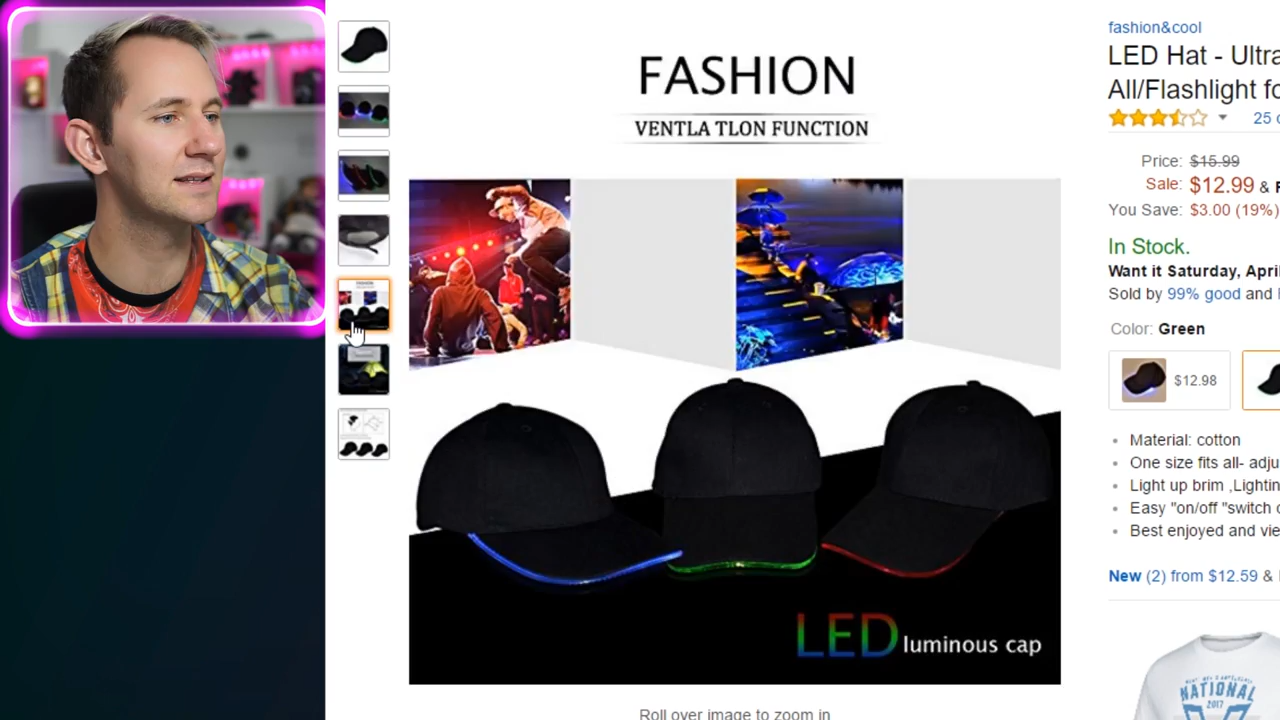 FASHION
VENTLA TLON FUNCTION
LED luminous cap
Roll over image to zoom in
fashion&cool
LED Hat - Ultra
All/Flashlight fo
25
Price: $15.99
Sale: $12.99 &
You Save: $3.00 (19%)
In Stock.
Want it Saturday, April
Sold by 99% good and
Color: Green
$12.98
Material: cotton
One size fits all- adju
Light up brim ,Lightin
Easy "on/off "switch
Best enjoyed and vie
New (2) from $12.59 &
NATIONAL
2017